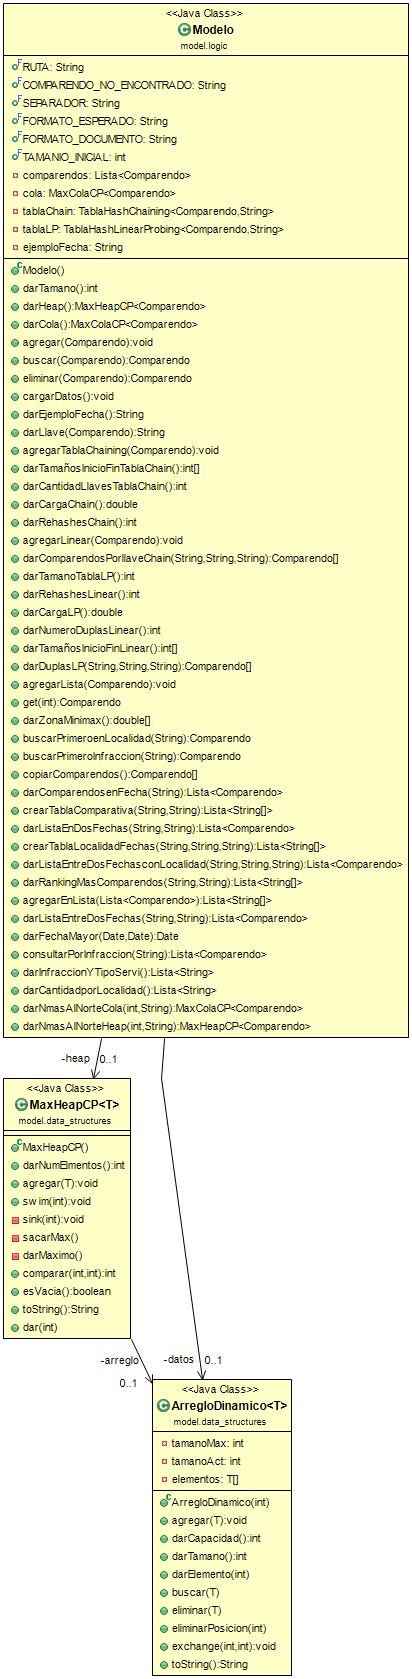 <<Java Class>>
Modelo
model.logic
RUTA: String
COMPARENDO_NO_ENCONTRADO: String
SEPARADOR: String
FORMATO_ESPERADO: String
FORMATO_DOCUMENTO: String
TAMANIO_INICIAL: int
comparendos: Lista<Comparendo>
cola: MaxColaCP<Comparendo>
tablaChain: TablaHashChaining<Comparendo,String>
tablaLP: TablaHashLinearProbing<Comparendo,String>
ejemploFecha: String
Modelo()
darTamano():int
darHeap():MaxHeapCP<Comparendo>
darCola():MaxColaCP<Comparendo>
agregar(Comparendo):void
buscar(Comparendo):Comparendo
eliminar(Comparendo):Comparendo
cargarDatos():void
darEjemploFecha():String
darLlave(Comparendo):String
agregarTablaChaining(Comparendo):void
darTamañosInicioFinTablaChain():int[]
darCantidadLlavesTablaChain():int
darCargaChain():double
darRehashesChain():int
agregarLinear(Comparendo):void
darComparendosPorllaveChain(String,String,String):Comparendo[]
darTamanoTablaLP():int
darRehashesLinear():int
darCargaLP():double
darNumeroDuplasLinear():int
darTamañosInicioFinLinear():int[]
darDuplasLP(String,String,String):Comparendo[]
agregarLista(Comparendo):void
get(int):Comparendo
darZonaMinimax():double[]
buscarPrimeroenLocalidad(String):Comparendo
buscarPrimeroInfraccion(String):Comparendo
copiarComparendos():Comparendo[]
darComparendosenFecha(String):Lista<Comparendo>
crearTablaComparativa(String,String):Lista<String[]>
darListaEnDosFechas(String,String):Lista<Comparendo>
crearTablaLocalidadFechas(String,String,String):Lista<String[]>
darListaEntreDosFechasconLocalidad(String,String,String):Lista<Comparendo>
darRankingMasComparendos(String,String):Lista<String[]>
agregarEnLista(Lista<Comparendo>):Lista<String[]>
darListaEntreDosFechas(String,String):Lista<Comparendo>
darFechaMayor(Date,Date):Date
consultarPorInfraccion(String):Lista<Comparendo>
darInfraccionYTipoServi():Lista<String>
darCantidadporLocalidad():Lista<String>
darNmasAlNorteCola(int,String):MaxColaCP<Comparendo>
darNmasAlNorteHeap(int,String):MaxHeapCP<Comparendo>
-heap 0..1
<<Java Class>>
MaxHeapCP<T>
model.data_structures
MaxHeapCP()
darNumElmentos():int
agregar(T):void
swim(int):void
sink(int):void
sacarMax()
darMaximo()
comparar(int,int):int
esVacia():boolean
toString():String
dar(int)
-arreglo
0..1
-datos 0..1
<<Java Class>>
ArregloDinamico<T>
model.data_structures
tamanoMax: int
tamanoAct: int
elementos: T[]
ArregloDinamico(int)
agregar(T):void
darCapacidad():int
darTamano():int
darElemento(int)
buscar(T)
eliminar(T)
eliminarPosicion(int)
exchange(int,int):void
toString():String